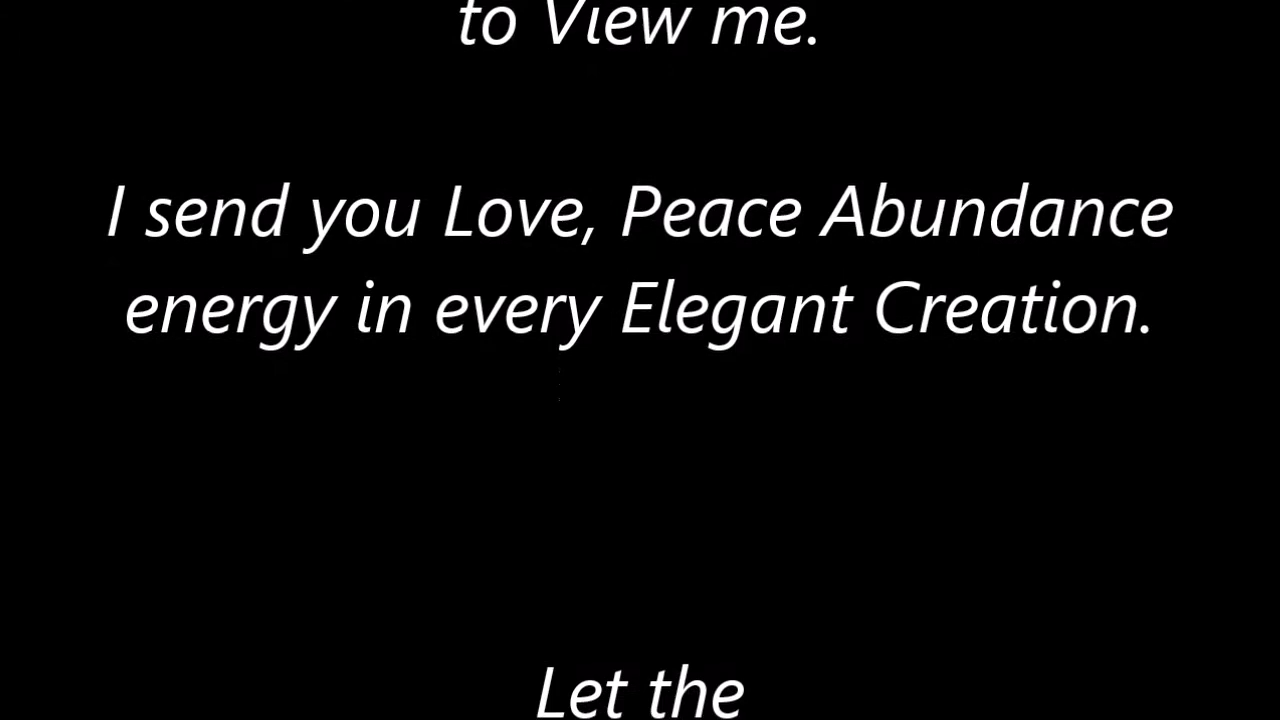 to View me.
I send you Love, Peace Abundance
energy in every Elegant Creation.
Let the